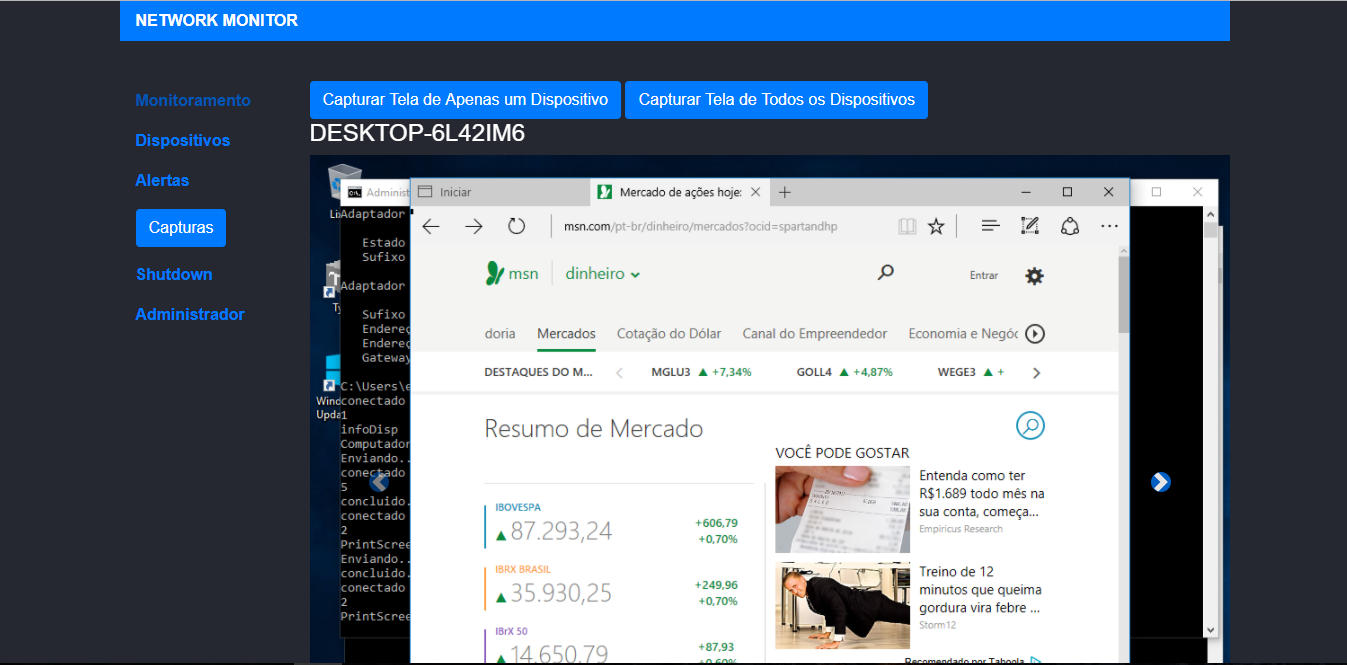 NETWORK MONITOR
Monitoramento
Dispositivos
Alertas
Capturas
Shutdown
Administrador
Capturar Tela de Apenas um Dispositivo
Capturar Tela de Todos os Dispositivos
DESKTOP-6L42IM6
Administ
Adaptador
Estado
Sufixo
Adaptador
Sufixo
Endereç
Endereç
Gateway
C:\Users\e
conectado
1
infoDisp
Computador
Enviando..
conectado
5
concluido.
conectado
2
PrintScree
Enviando..
concluido.
conectado
2
PrintScree
Wind
Upda
Iniciar
Mercado de ações hoje:
msn.com/pt-br/dinheiro/mercados?ocid=spartandhp
msn
dinheiro
Entrar
doria
Mercados
Cotação do Dólar
Canal do Empreendedor
Economia e Negóc
DESTAQUES DO M...
MGLU3 ▲ +7,34%
GOLL4 ▲ +4,87%
WEGE3 ▲ +
Resumo de Mercado
IBOVESPA
▲ 87.293,24
+606,79
+0,70%
IBRX BRASIL
▲ 35.930,25
+249,96
+0,70%
IBrX 50
▲ 14.650,79
+87,93
+0,60%
VOCÊ PODE GOSTAR
Entenda como ter
R$1.689 todo mês na
sua conta, começa...
Empiricus Research
Treino de 12
minutos que queima
gordura vira febre ...
Storm12
Recomendado por Taboola